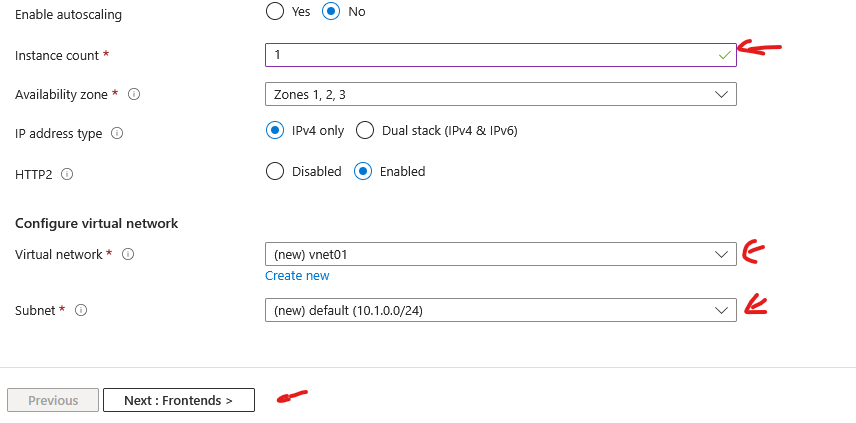 Enable autoscaling Yes No
Instance count * 1
Availability zone * Zones 1, 2, 3
IP address type IPv4 only Dual stack (IPv4 & IPv6)
HTTP2 Disabled Enabled
Configure virtual network
Virtual network * (new) vnet01
Create new
Subnet * (new) default (10.1.0.0/24)
Previous Next : Frontends >